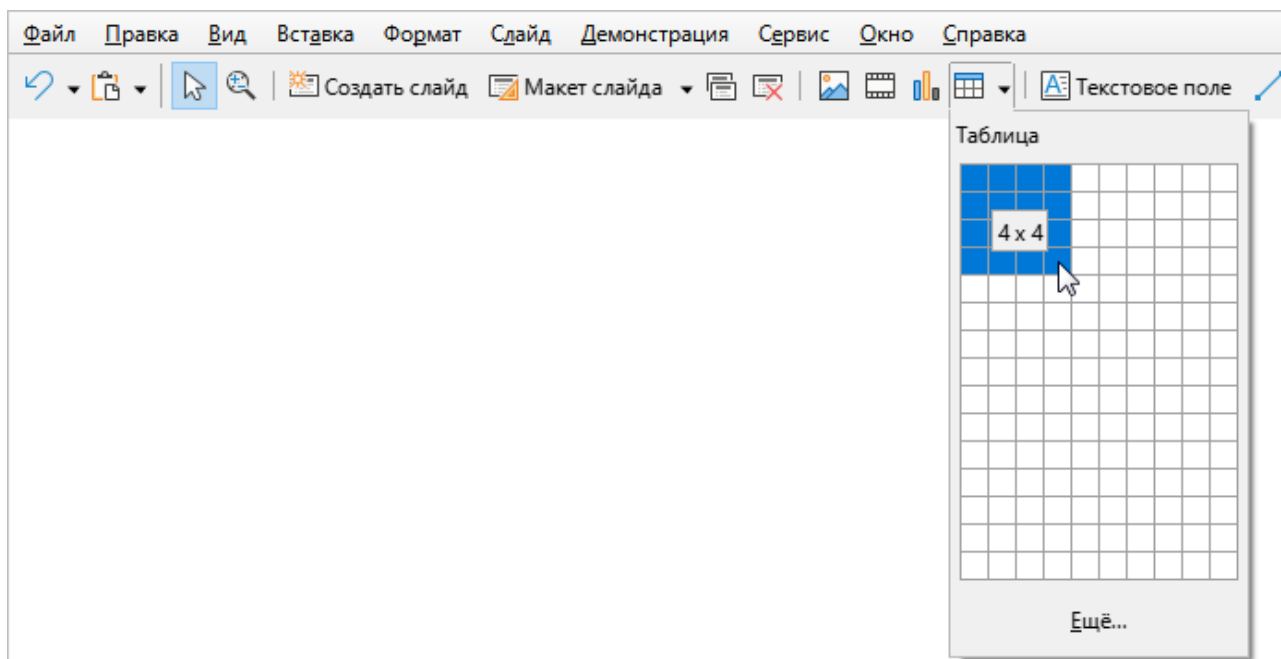 Файл Правка Вид Вставка Формат Слайд Демонстрация Сервис Окно Справка
Создать слайд Макет слайда Текстовое поле
Таблица
4 x 4
Ещё...